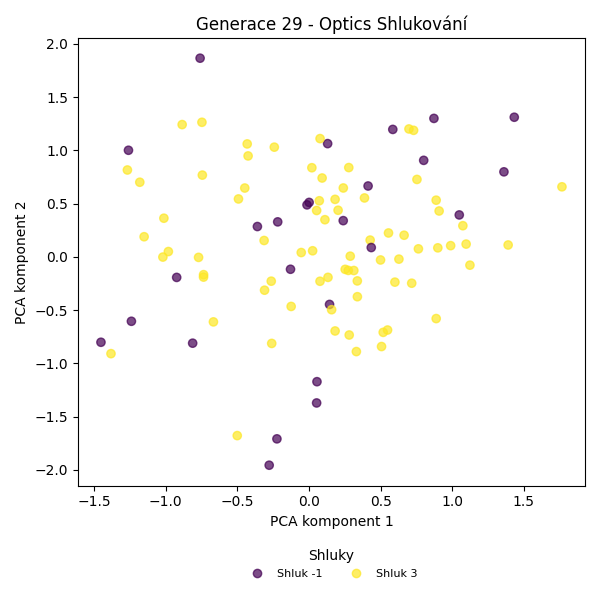 Generace 29 - Optics Shlukování
2.0
1.5
1.0
0.5
0.0
−0.5
−1.0
−1.5
−2.0
PCA komponent 2
−1.5 −1.0 −0.5 0.0 0.5 1.0 1.5
PCA komponent 1
Shluky
Shluk -1 Shluk 3